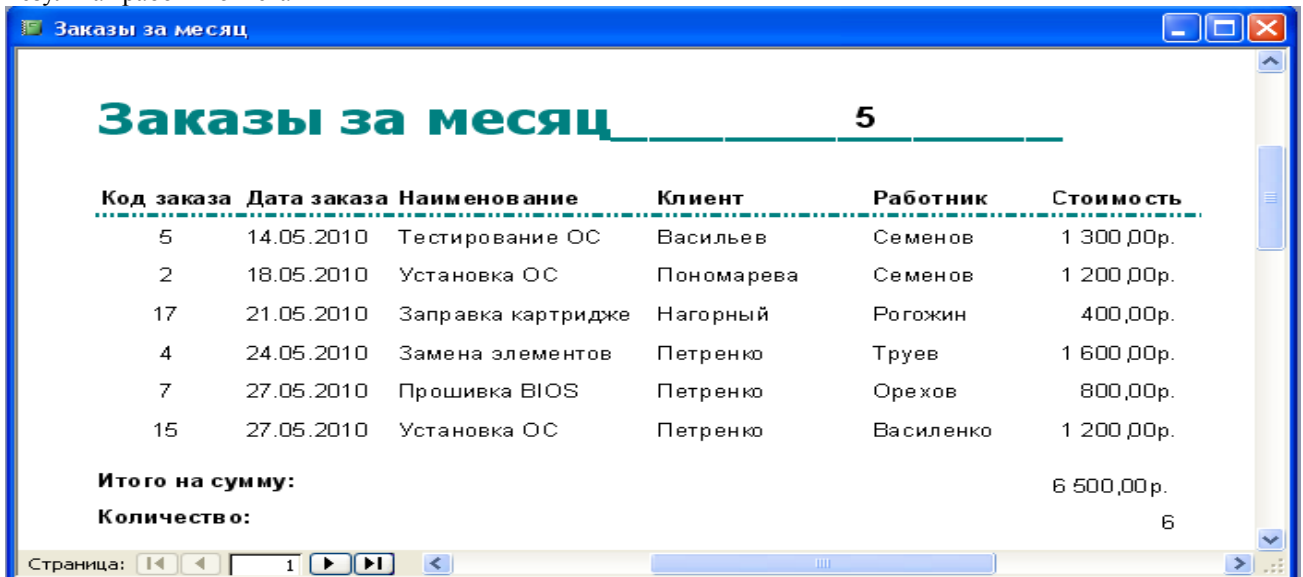 Заказы за месяц
Заказы за месяц____________ 5
Код заказа Дата заказа Наименование Клиент Работник Стоимость
5 14.05.2010 Тестирование ОС Васильев Семенов 1 300,00р.
2 18.05.2010 Установка ОС Пономарева Семенов 1 200,00р.
17 21.05.2010 Заправка картридже Нагорный Рогожин 400,00р.
4 24.05.2010 Замена элементов Петренко Труев 1 600,00р.
7 27.05.2010 Прошивка BIOS Петренко Орехов 800,00р.
15 27.05.2010 Установка ОС Петренко Василенко 1 200,00р.
Итого на сумму: 6 500,00р.
Количество: 6
Страница: 1